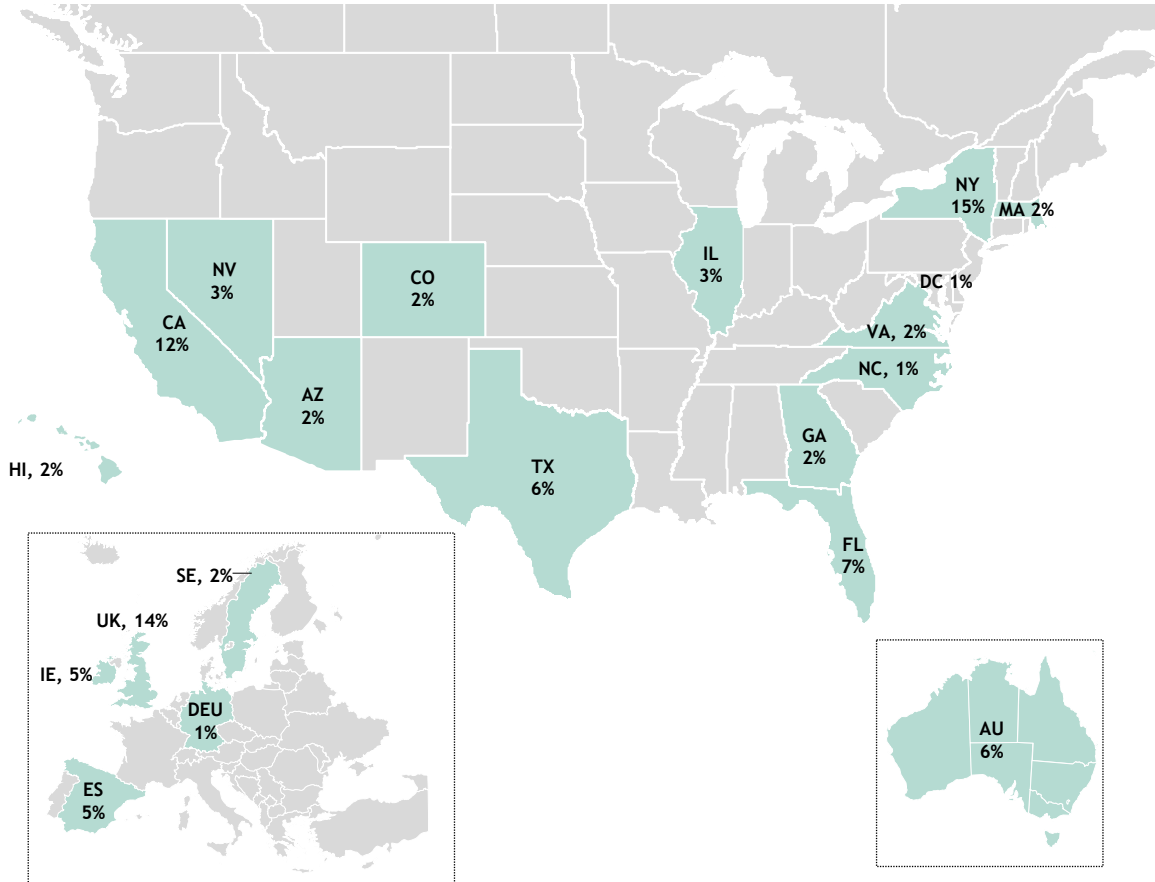 NY
15%
MA 2%
IL
3%
NV
3%
CO
2%
DC 1%
CA
12%
VA, 2%
NC, 1%
AZ
2%
GA
2%
HI, 2%
TX
6%
FL
7%
SE, 2%
UK, 14%
IE, 5%
DEU
1%
ES
5%
AU
6%